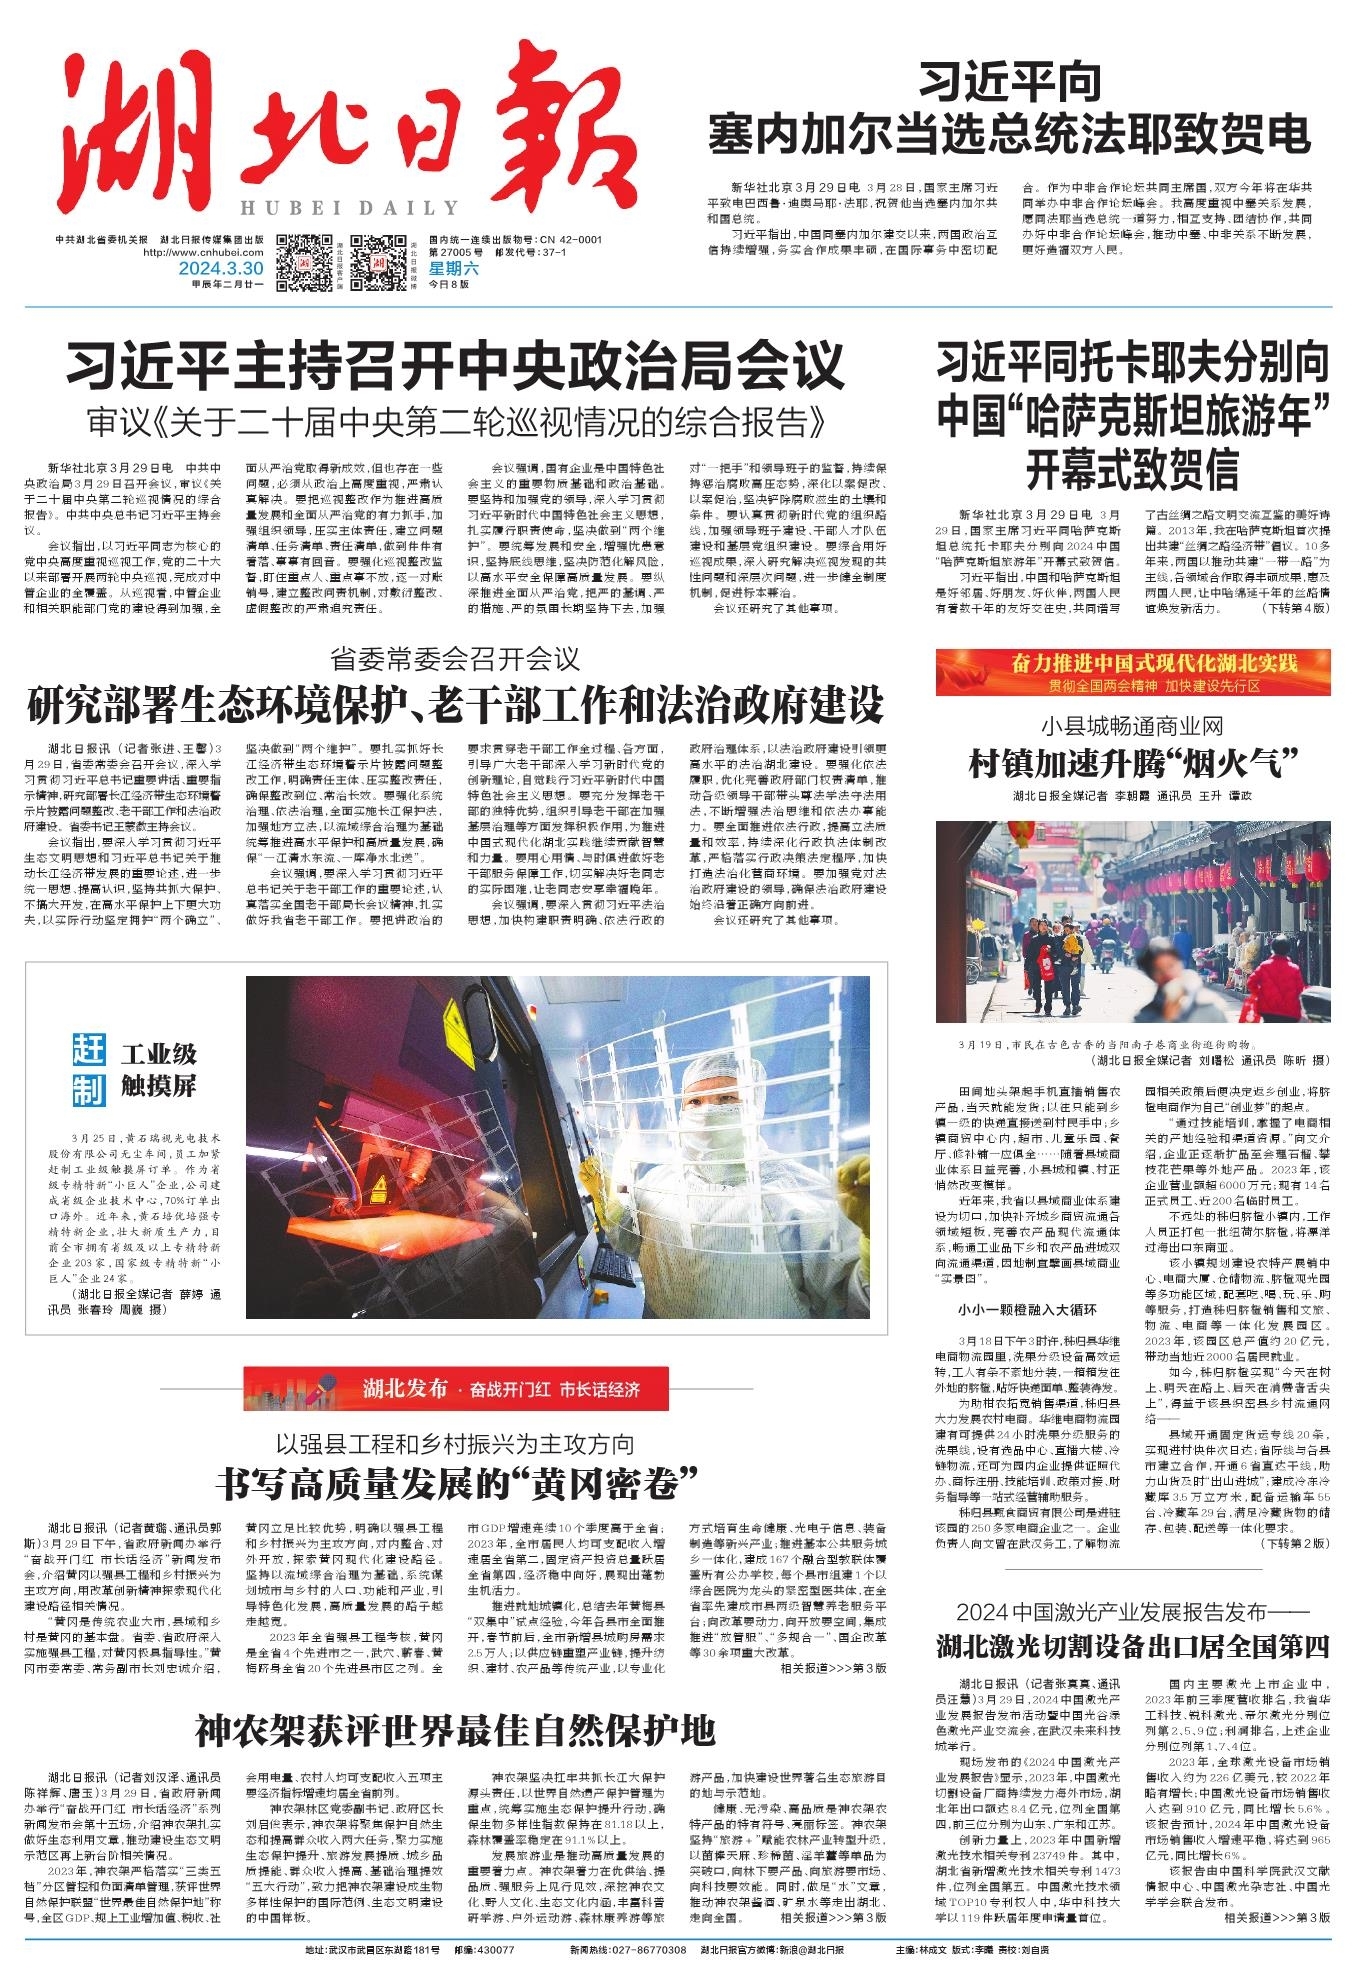 湖北日報
HUBEI DAILY
中共湖北省委机关报 湖北日报传媒集团出版
http://www.cnhubei.com
2024.3.30
甲辰年二月廿一
湖北日报客户端
湖北日报微博
国内统一连续出版物号:CN 42-0001
第27005号 邮发代号:37-1
星期六
今日8版
习近平向
塞内加尔当选总统法耶致贺电
新华社北京3月29日电 3月28日,国家主席习近
平致电巴西鲁·迪奥马耶·法耶,祝贺他当选塞内加尔共
和国总统。
习近平指出,中国同塞内加尔建交以来,两国政治互
信持续增强,务实合作成果丰硕,在国际事务中密切配
合。作为中非合作论坛共同主席国,双方今年将在华共
同举办中非合作论坛峰会。我高度重视中塞关系发展,
愿同法耶当选总统一道努力,相互支持、团结协作,共同
办好中非合作论坛峰会,推动中塞、中非关系不断发展,
更好造福双方人民。
习近平主持召开中央政治局会议
审议《关于二十届中央第二轮巡视情况的综合报告》
新华社北京3月29日电 中共中
央政治局3月29日召开会议,审议《关
于二十届中央第二轮巡视情况的综合
报告》。中共中央总书记习近平主持会
议。
会议指出,以习近平同志为核心的
党中央高度重视巡视工作,党的二十大
以来部署开展两轮中央巡视,完成对中
管企业的全覆盖。从巡视看,中管企业
和相关职能部门党的建设得到加强,全
面从严治党取得新成效,但也存在一些
问题,必须从政治上高度重视,严肃认
真解决。要把巡视整改作为推进高质
量发展和全面从严治党的有力抓手,加
强组织领导,压实主体责任,建立问题
清单、任务清单、责任清单,做到件件有
着落、事事有回音。要强化巡视整改监
督,盯住重点人、重点事不放,逐一对账
销号,建立整改问责机制,对敷衍整改、
虚假整改的严肃追究责任。
会议强调,国有企业是中国特色社
会主义的重要物质基础和政治基础。
要坚持和加强党的领导,深入学习贯彻
习近平新时代中国特色社会主义思想,
扎实履行职责使命,坚决做到“两个维
护”。要统筹发展和安全,增强忧患意
识,坚持底线思维,坚决防范化解风险,
以高水平安全保障高质量发展。要纵
深推进全面从严治党,把严的基调、严
的措施、严的氛围长期坚持下去,加强
对“一把手”和领导班子的监督,持续保
持惩治腐败高压态势,深化以案促改、
以案促治,坚决铲除腐败滋生的土壤和
条件。要认真贯彻新时代党的组织路
线,加强领导班子建设、干部人才队伍
建设和基层党组织建设。要综合用好
巡视成果,深入研究解决巡视发现的共
性问题和深层次问题,进一步健全制度
机制,促进标本兼治。
会议还研究了其他事项。
习近平同托卡耶夫分别向
中国“哈萨克斯坦旅游年”
开幕式致贺信
新华社北京3月29日电 3月
29日,国家主席习近平同哈萨克斯
坦总统托卡耶夫分别向2024中国
“哈萨克斯坦旅游年”开幕式致贺信。
习近平指出,中国和哈萨克斯坦
是好邻居、好朋友、好伙伴,两国人民
有着数千年的友好交往史,共同谱写
了古丝绸之路文明交流互鉴的美好诗
篇。2013年,我在哈萨克斯坦首次提
出共建“丝绸之路经济带”倡议。10多
年来,两国以推动共建“一带一路”为
主线,各领域合作取得丰硕成果,惠及
两国人民,让中哈绵延千年的丝路情
谊焕发新活力。 (下转第4版)
省委常委会召开会议
研究部署生态环境保护、老干部工作和法治政府建设
湖北日报讯 (记者张进、王馨)3
月29日,省委常委会召开会议,深入学
习贯彻习近平总书记重要讲话、重要指
示精神,研究部署长江经济带生态环境警
示片披露问题整改、老干部工作和法治政
府建设。省委书记王蒙徽主持会议。
会议指出,要深入学习贯彻习近平
生态文明思想和习近平总书记关于推
动长江经济带发展的重要论述,进一步
统一思想、提高认识,坚持共抓大保护、
不搞大开发,在高水平保护上下更大功
夫,以实际行动坚定拥护“两个确立”、
坚决做到“两个维护”。要扎实抓好长
江经济带生态环境警示片披露问题整
改工作,明确责任主体、压实整改责任,
确保整改到位、常治长效。要强化系统
治理、依法治理,全面实施长江保护法,
加强地方立法,以流域综合治理为基础
统筹推进高水平保护和高质量发展,确
保“一江清水东流、一库净水北送”。
会议强调,要深入学习贯彻习近平
总书记关于老干部工作的重要论述,认
真落实全国老干部局长会议精神,扎实
做好我省老干部工作。要把讲政治的
要求贯穿老干部工作全过程、各方面,
引导广大老干部深入学习新时代党的
创新理论,自觉践行习近平新时代中国
特色社会主义思想。要充分发挥老干
部的独特优势,组织引导老干部在加强
基层治理等方面发挥积极作用,为推进
中国式现代化湖北实践继续贡献智慧
和力量。要用心用情、与时俱进做好老
干部服务保障工作,切实解决好老同志
的实际困难,让老同志安享幸福晚年。
会议强调,要深入贯彻习近平法治
思想,加快构建职责明确、依法行政的
政府治理体系,以法治政府建设引领更
高水平的法治湖北建设。要强化依法
履职,优化完善政府部门权责清单,推
动各级领导干部带头尊法学法守法用
法,不断增强法治思维和依法办事能
力。要全面推进依法行政,提高立法质
量和效率,持续深化行政执法体制改
革,严格落实行政决策法定程序,加快
打造法治化营商环境。要加强党对法
治政府建设的领导,确保法治政府建设
始终沿着正确方向前进。
会议还研究了其他事项。
奋力推进中国式现代化湖北实践
贯彻全国两会精神 加快建设先行区
小县城畅通商业网
村镇加速升腾“烟火气”
湖北日报全媒记者 李朝霞 通讯员 王升 谭政
3月19日,市民在古色古香的当阳南子巷商业街逛街购物。
(湖北日报全媒记者 刘曙松 通讯员 陈昕 摄)
田间地头架起手机直播销售农
产品,当天就能发货;以往只能到乡
镇一级的快递直接送到村民手中;乡
镇商贸中心内,超市、儿童乐园、餐
厅、修补铺一应俱全……随着县域商
业体系日益完善,小县城和镇、村正
悄然改变模样。
近年来,我省以县域商业体系建
设为切口,加快补齐城乡商贸流通各
领域短板,完善农产品现代流通体
系,畅通工业品下乡和农产品进城双
向流通渠道,因地制宜擘画县域商业
“实景图”。
小小一颗橙融入大循环
3月18日下午3时许,秭归县华维
电商物流园里,洗果分级设备高效运
转,工人有条不紊地分装,一箱箱发往
外地的脐橙,贴好快递面单、整装待发。
为助柑农拓宽销售渠道,秭归县
大力发展农村电商。华维电商物流园
建有可提供24小时洗果分级服务的
洗果线,设有选品中心、直播大楼、冷
链物流,还可为园内企业提供证照代
办、商标注册、技能培训、政策对接、财
务指导等一站式经营辅助服务。
秭归县甄食商贸有限公司是进驻
该园的250多家电商企业之一。企业
负责人向文曾在武汉务工,了解物流
园相关政策后便决定返乡创业,将脐
橙电商作为自己“创业梦”的起点。
“通过技能培训,掌握了电商相
关的产地经验和渠道资源。”向文介
绍,企业正逐渐扩品至会理石榴、攀
枝花芒果等外地产品。2023年,该
企业营业额超6000万元;现有14名
正式员工、近200名临时员工。
不远处的秭归脐橙小镇内,工作
人员正打包一批纽荷尔脐橙,将漂洋
过海出口东南亚。
该小镇规划建设农特产展销中
心、电商大厦、仓储物流、脐橙观光园
等多功能区域,配套吃、喝、玩、乐、购
等服务,打造秭归脐橙销售和文旅、
物流、电商等一体化发展园区。
2023年,该园区总产值约20亿元,
带动当地近2000名居民就业。
如今,秭归脐橙实现“今天在树
上、明天在路上、后天在消费者舌尖
上”,得益于该县织密县乡村流通网
络——
县域开通固定货运专线20条,
实现进村快件次日达;省际线与各县
市建立合作,开通6省直达干线,助
力山货及时“出山进城”;建成冷冻冷
藏库3.5万立方米,配备运输车55
台、冷藏车29台,满足冷藏货物的储
存、包装、配送等一体化要求。
(下转第2版)
赶制
工业级
触摸屏
3月25日,黄石瑞视光电技术
股份有限公司无尘车间,员工加紧
赶制工业级触摸屏订单。作为省
级专精特新“小巨人”企业,公司建
成省级企业技术中心,70%订单出
口海外。近年来,黄石培优培强专
精特新企业,壮大新质生产力,目
前全市拥有省级及以上专精特新
企业203家,国家级专精特新“小
巨人”企业24家。
(湖北日报全媒记者 薛婷 通
讯员 张春玲 周巍 摄)
湖北发布 · 奋战开门红 市长话经济
以强县工程和乡村振兴为主攻方向
书写高质量发展的“黄冈密卷”
湖北日报讯 (记者黄璐、通讯员郭
斯)3月29日下午,省政府新闻办举行
“奋战开门红 市长话经济”新闻发布
会,介绍黄冈以强县工程和乡村振兴为
主攻方向,用改革创新精神探索现代化
建设路径相关情况。
“黄冈是传统农业大市,县域和乡
村是黄冈的基本盘。省委、省政府深入
实施强县工程,对黄冈极具指导性。”黄
冈市委常委、常务副市长刘忠诚介绍,
黄冈立足比较优势,明确以强县工程
和乡村振兴为主攻方向,对内整合、对
外开放,探索黄冈现代化建设路径。
坚持以流域综合治理为基础,系统谋
划城市与乡村的人口、功能和产业,引
导特色化发展,高质量发展的路子越
走越宽。
2023年全省强县工程考核,黄冈
是全省4个先进市之一,武穴、蕲春、黄
梅跻身全省20个先进县市区之列。全
市GDP增速连续10个季度高于全省;
2023年,全市居民人均可支配收入增
速居全省第二,固定资产投资总量跃居
全省第四,经济稳中向好,展现出蓬勃
生机活力。
推进就地城镇化,总结去年黄梅县
“双集中”试点经验,今年各县市全面推
开,春节前后,全市新增县城购房需求
2.5万人;以供应链重塑产业链,提升纺
织、建材、农产品等传统产业,以专业化
方式培育生命健康、光电子信息、装备
制造等新兴产业;推进基本公共服务城
乡一体化,建成167个融合型教联体覆
盖所有公办学校,每个县市组建1个以
综合医院为龙头的紧密型医共体,在全
省率先建成市县两级智慧养老服务平
台;向改革要动力,向开放要空间,集成
推进“放管服”、“多规合一”、国企改革
等30余项重大改革。
相关报道>>>第3版
神农架获评世界最佳自然保护地
湖北日报讯 (记者刘汉泽、通讯员
陈祥辉、唐玉)3月29日,省政府新闻
办举行“奋战开门红 市长话经济”系列
新闻发布会第十五场,介绍神农架扎实
做好生态利用文章,推动建设生态文明
示范区再上新台阶相关情况。
2023年,神农架严格落实“三类五
档”分区管控和负面清单管理,获评世界
自然保护联盟“世界最佳自然保护地”称
号,全区GDP、规上工业增加值、税收、社
会用电量、农村人均可支配收入五项主
要经济指标增速均居全省前列。
神农架林区党委副书记、政府区长
刘启俊表示,神农架将聚焦保护自然生
态和提高群众收入两大任务,聚力实施
生态保护提升、旅游发展提质、城乡品
质提能、群众收入提高、基础治理提效
“五大行动”,致力把神农架建设成生物
多样性保护的国际范例、生态文明建设
的中国样板。
神农架坚决扛牢共抓长江大保护
源头责任,以世界自然遗产保护管理为
重点,统筹实施生态保护提升行动,确
保生物多样性指数保持在81.18以上,
森林覆盖率稳定在91.1%以上。
发展旅游业是推动高质量发展的
重要着力点。神农架着力在优供给、提
品质、强服务上见行见效,深挖神农文
化、野人文化、生态文化内涵,丰富科普
研学游、户外运动游、森林康养游等旅
游产品,加快建设世界著名生态旅游目
的地与示范地。
健康、无污染、高品质是神农架农
特产品的特有符号、亮丽标签。神农架
坚持“旅游+”赋能农林产业转型升级,
以茵倕天麻、珍稀菌、淫羊藿等单品为
突破口,向林下要产品、向旅游要市场、
向科技要效能。同时,做足“水”文章,
推动神农架酱酒、矿泉水等走出湖北、
走向全国。 相关报道>>>第3版
2024中国激光产业发展报告发布——
湖北激光切割设备出口居全国第四
湖北日报讯 (记者张真真、通讯
员汪慧)3月29日,2024中国激光产
业发展报告发布活动暨中国光谷绿
色激光产业交流会,在武汉未来科技
城举行。
现场发布的《2024中国激光产
业发展报告》显示,2023年,中国激光
切割设备厂商持续发力海外市场,湖
北年出口额达8.4亿元,位列全国第
四,前三位分别为山东、广东和江苏。
创新力量上,2023年中国新增
激光技术相关专利23749件。其中,
湖北省新增激光技术相关专利1473
件,位列全国第五。中国激光技术领
域TOP10专利权人中,华中科技大
学以119件跃居年度申请量首位。
国内主要激光上市企业中,
2023年前三季度营收排名,我省华
工科技、锐科激光、帝尔激光分别位
列第2、5、9位;利润排名,上述企业
分别位列第1、7、4位。
2023年,全球激光设备市场销
售收入约为226亿美元,较2022年
略有增长;中国激光设备市场销售收
入达到910亿元,同比增长5.6%。
该报告预计,2024年中国激光设备
市场销售收入增速平稳,将达到965
亿元,同比增长6%。
该报告由中国科学院武汉文献
情报中心、中国激光杂志社、中国光
学学会联合发布。
相关报道>>>第3版
地址:武汉市武昌区东湖路181号 邮编:430077 新闻热线:027-86770308 湖北日报官方微博:新浪@湖北日报 主编:林成文 版式:李曦 责校:刘自贤